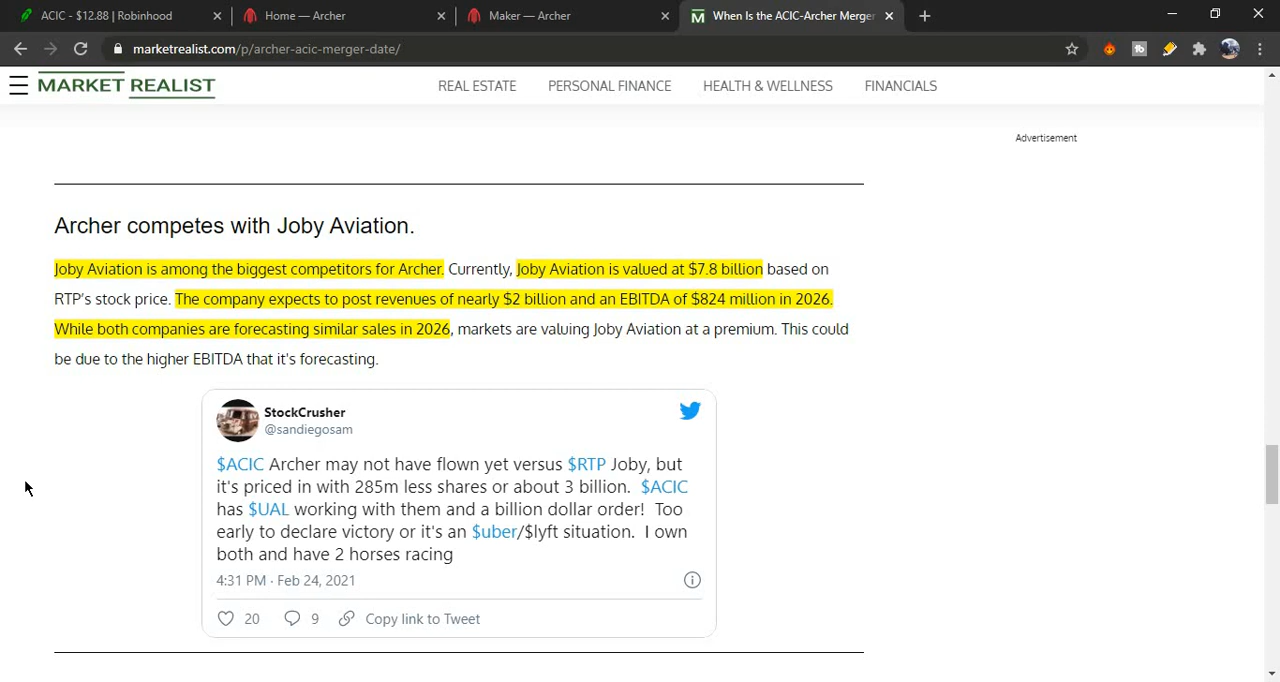 ACIC - $12.88 | Robinhood
Home — Archer
Maker — Archer
When Is the ACIC-Archer Merger
marketrealist.com/p/archer-acic-merger-date/
MARKET REALIST
REAL ESTATE
PERSONAL FINANCE
HEALTH & WELLNESS
FINANCIALS
Advertisement
Archer competes with Joby Aviation.
Joby Aviation is among the biggest competitors for Archer. Currently, Joby Aviation is valued at $7.8 billion based on
RTP's stock price. The company expects to post revenues of nearly $2 billion and an EBITDA of $824 million in 2026.
While both companies are forecasting similar sales in 2026, markets are valuing Joby Aviation at a premium. This could
be due to the higher EBITDA that it's forecasting.
StockCrusher
@sandiegosam
$ACIC Archer may not have flown yet versus $RTP Joby, but
it's priced in with 285m less shares or about 3 billion. $ACIC
has $UAL working with them and a billion dollar order! Too
early to declare victory or it's an $uber/$lyft situation. I own
both and have 2 horses racing
4:31 PM · Feb 24, 2021
20
9
Copy link to Tweet